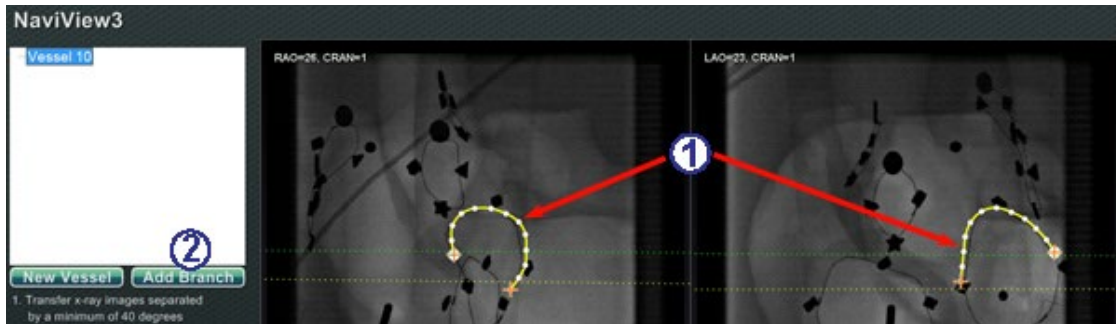 NaviView3
Vessel 10
RAO=26, CRAN=1
LAO=23, CRAN=1
1
2
New Vessel
Add Branch
1. Transfer x-ray images separated
by a minimum of 40 degrees